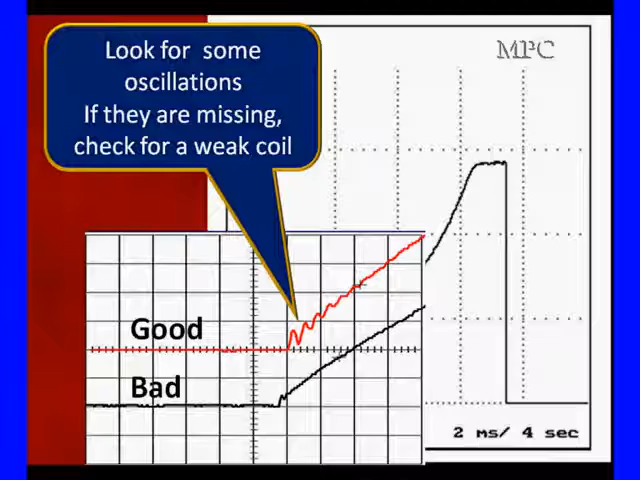 Look for some
oscillations
If they are missing,
check for a weak coil
MPC
Good
Bad
2 ms/ 4 sec